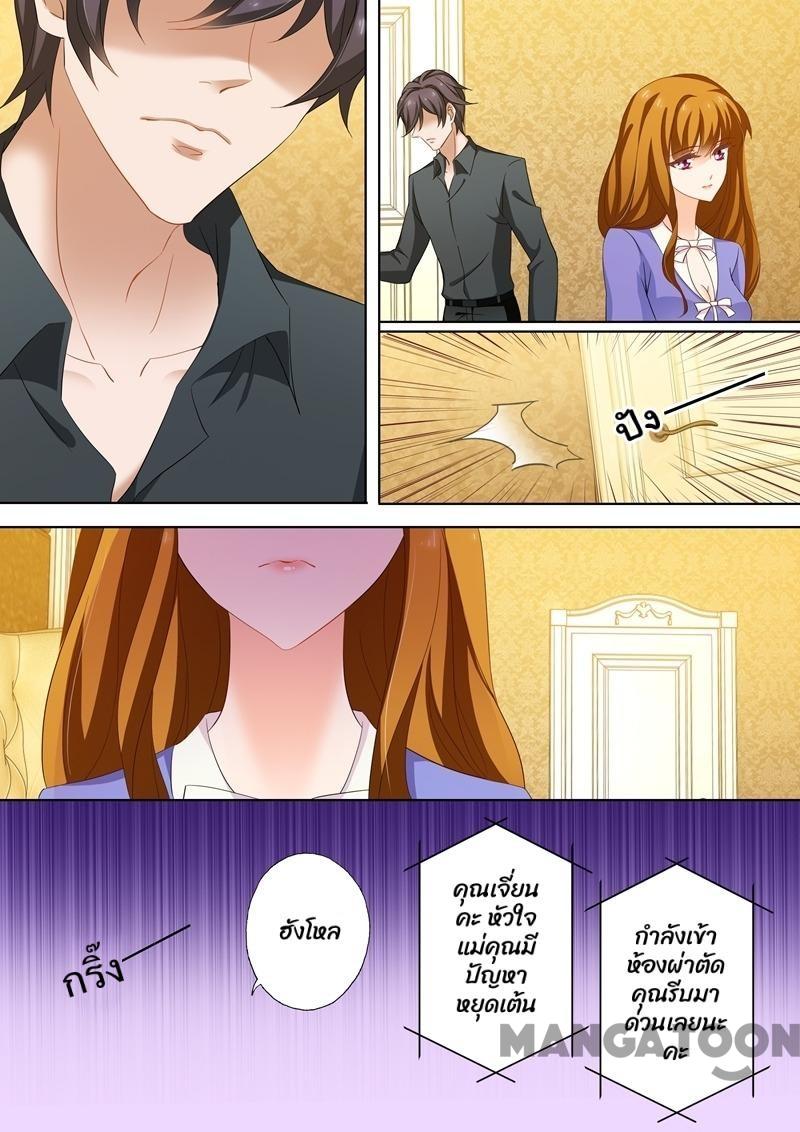 ปัง
กริ๊ง
ฮังโหล
คุณเจี่ยน
คะ หัวใจ
แม่คุณมี
ปัญหา
หยุดเต้น
กำลังเข้า
ห้องผ่าตัด
คุณรีบมา
ด่วนเลยนะ
คะ
MANGATOON